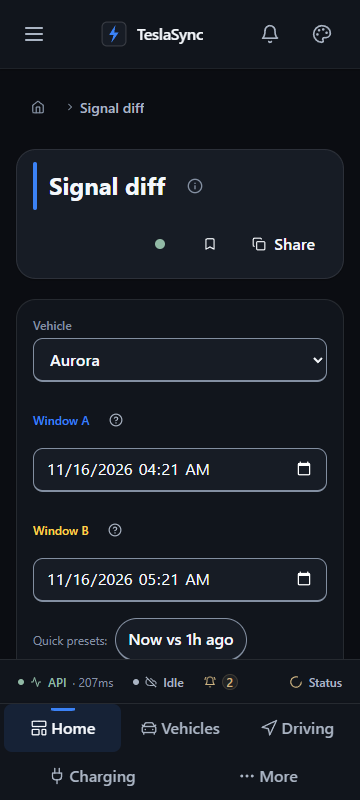 TeslaSync
Signal diff
Signal diff
Share
Vehicle
Aurora
Window A
11/16/2026 04:21 AM
Window B
11/16/2026 05:21 AM
Quick presets:
Now vs 1h ago
API · 207ms
Idle
2
Status
Home
Vehicles
Driving
Charging
More